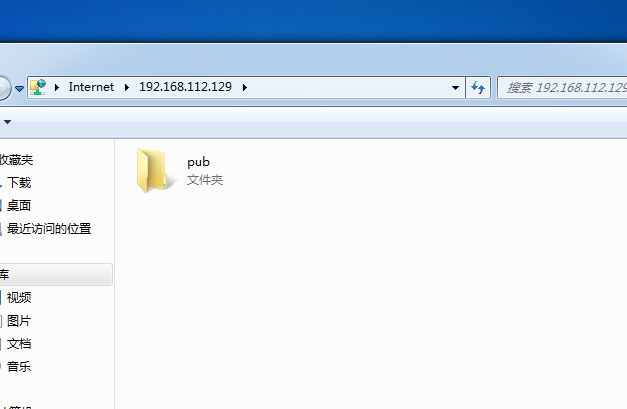 Internet 192.168.112.129
搜索 192.168.112.129
pub
文件夹
收藏夹
下载
桌面
最近访问的位置
库
视频
图片
文档
音乐